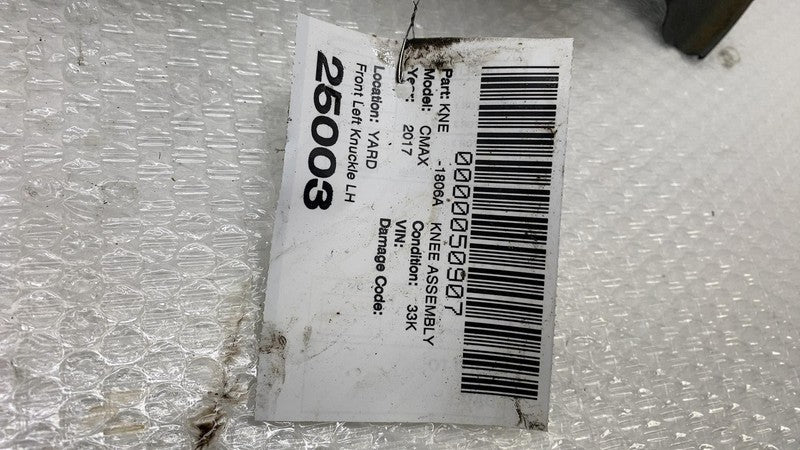 0000050907
Part: KNE -1806A KNEE ASSEMBLY
Model: CMAX Condition: 33K
Year: 2017 VIN:
Damage Code:
Location: YARD
Front Left Knuckle LH
25003